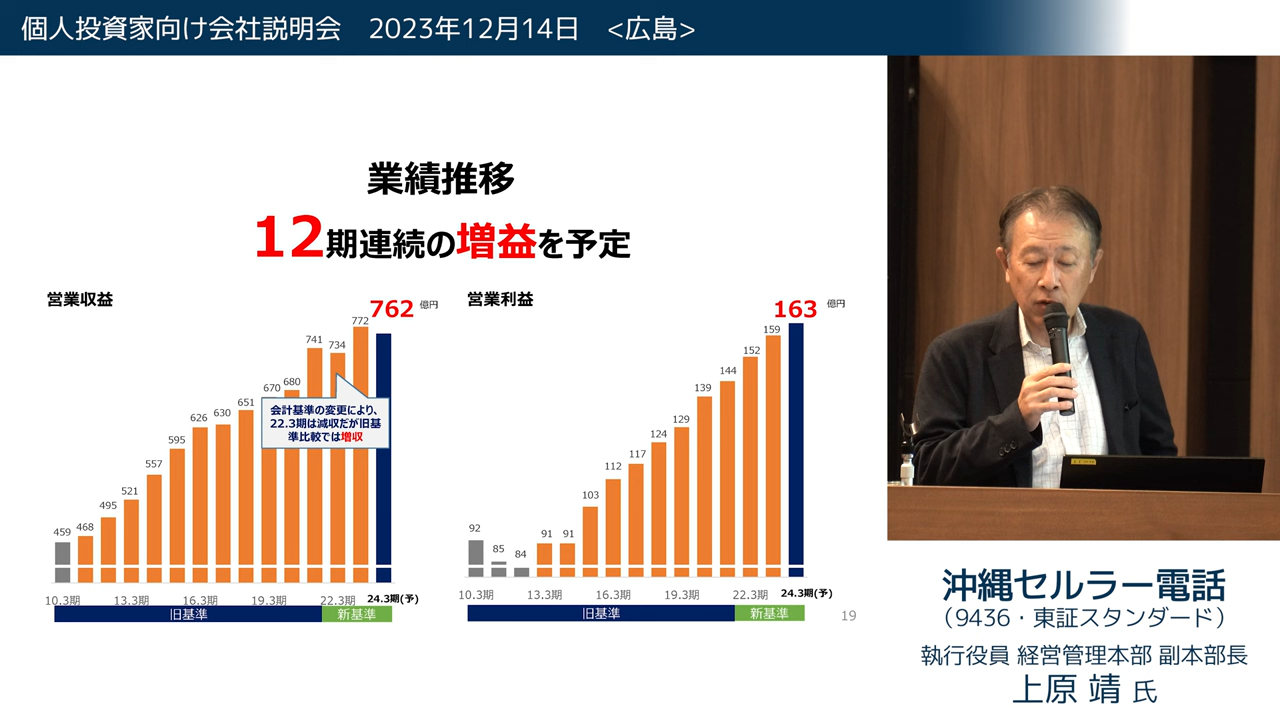 個人投資家向け会社説明会 2023年12月14日 <広島>
業績推移
12期連続の増益を予定
営業収益
762 億円
772
741
734
680
670
651
630
626
595
557
521
495
468
459
会計基準の変更により、
22.3期は減収だが旧基
準比較では増収
10.3期 13.3期 16.3期 19.3期 22.3期 24.3期(予)
旧基準 新基準
営業利益
163 億円
159
152
144
139
129
124
117
112
103
91
91
84
85
92
10.3期 13.3期 16.3期 19.3期 22.3期 24.3期(予)
旧基準 新基準
19
沖縄セルラー電話
（9436・東証スタンダード）
執行役員 経営管理本部 副本部長
上原 靖 氏